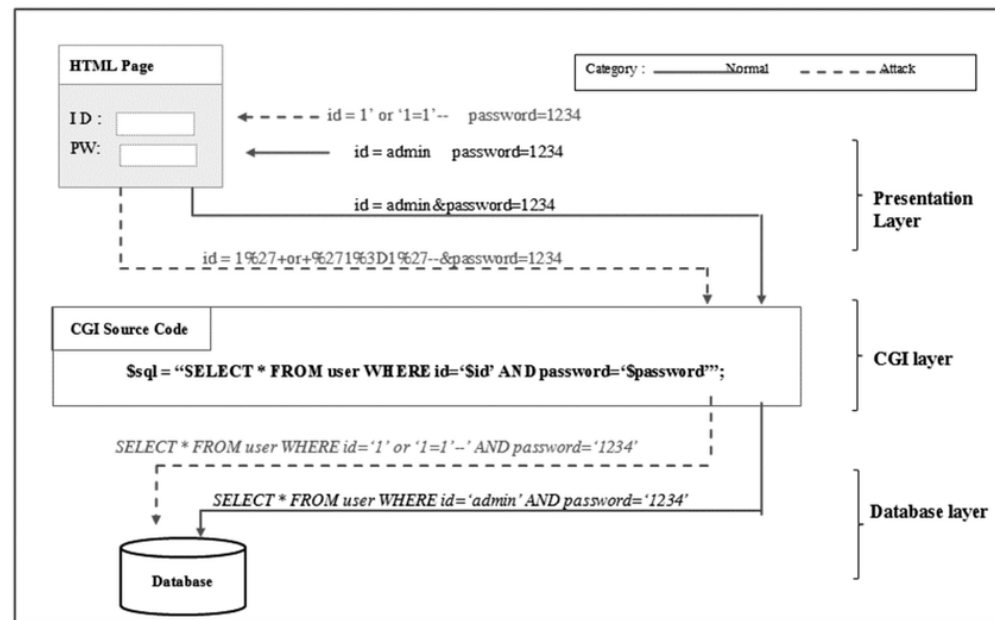 HTML Page
Category : Normal Attack
ID :
id = 1’ or ‘1=1’-- password=1234
PW:
id = admin password=1234
id = admin&password=1234
Presentation
Layer
id = 1%27+or+%271%3D1%27--&password=1234
CGI Source Code
CGI layer
$sql = “SELECT * FROM user WHERE id=‘$id’ AND password=‘$password’”;
SELECT * FROM user WHERE id=‘1’ or ‘1=1’--’ AND password=‘1234’
SELECT * FROM user WHERE id=‘admin’ AND password=‘1234’
Database layer
Database